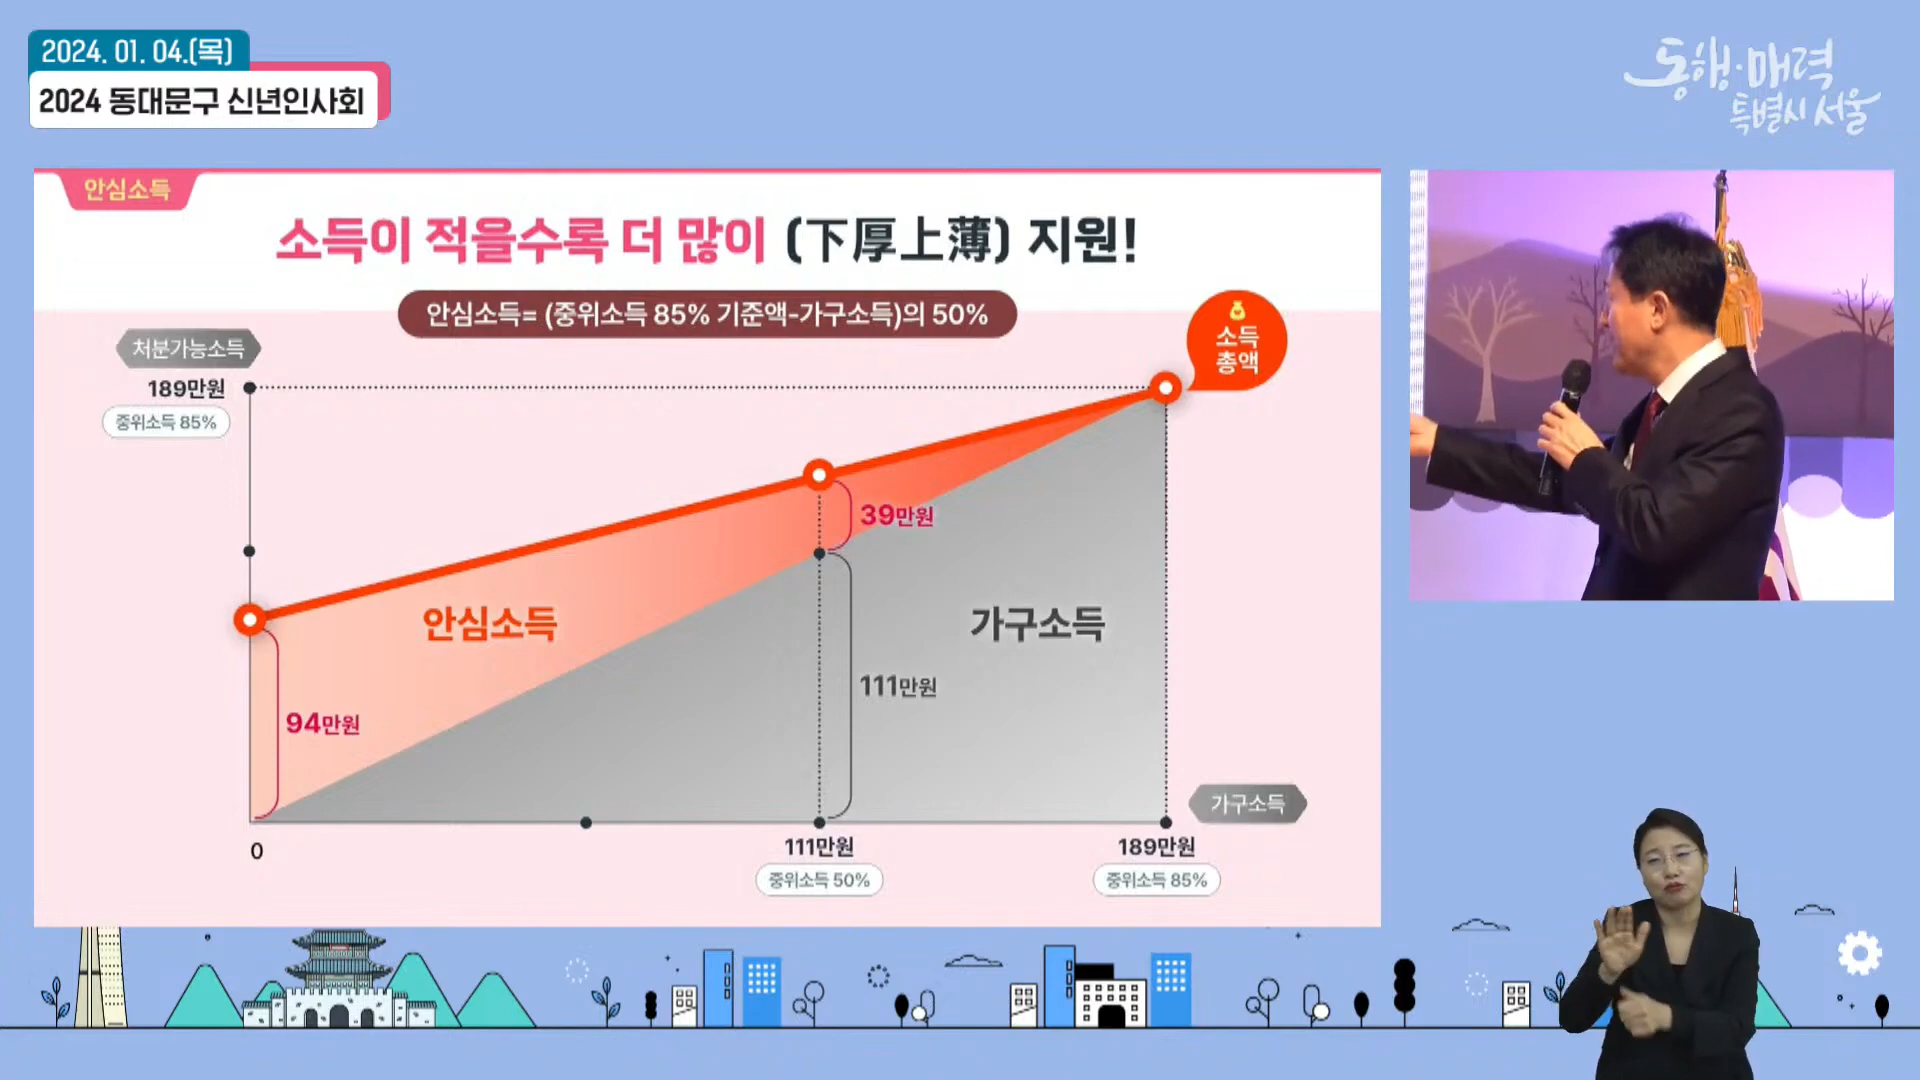 2024. 01. 04.(목)
2024 동대문구 신년인사회
동행·매력
특별시 서울
안심소득
소득이 적을수록 더 많이 (下厚上薄) 지원!
안심소득= (중위소득 85% 기준액-가구소득)의 50%
처분가능소득
189만원
중위소득 85%
소득
총액
39만원
안심소득
가구소득
111만원
94만원
가구소득
0
111만원
189만원
중위소득 50%
중위소득 85%